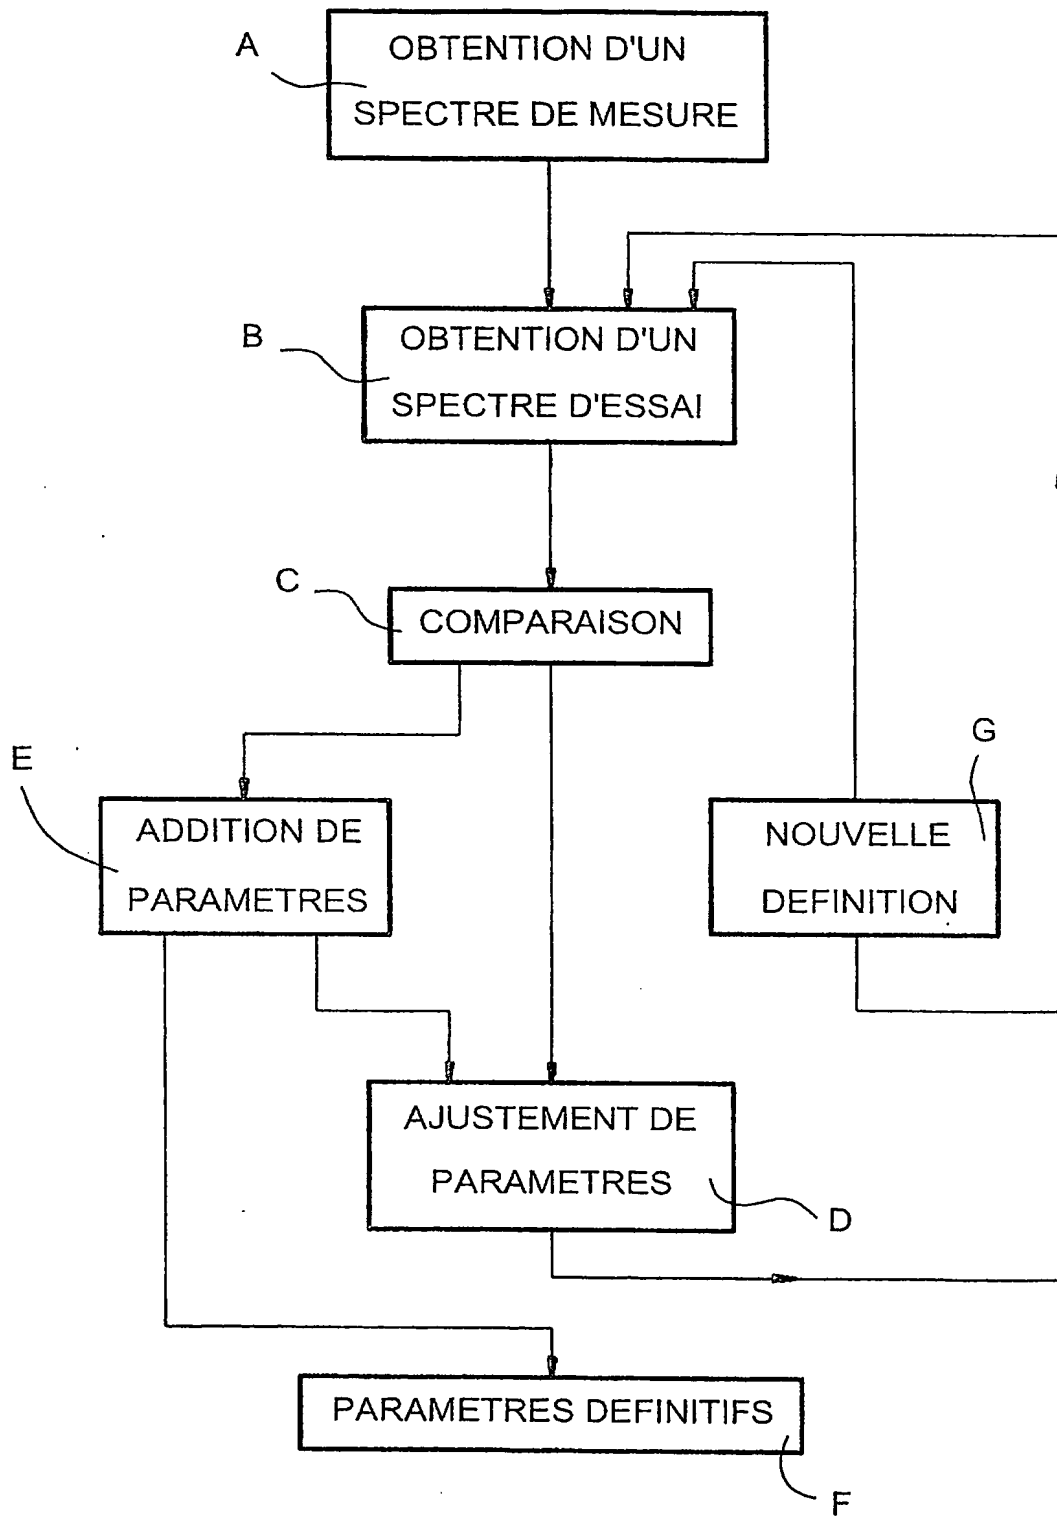 A
OBTENTION D'UN
SPECTRE DE MESURE
B
OBTENTION D'UN
SPECTRE D'ESSAI
C
COMPARAISON
E
ADDITION DE
PARAMETRES
G
NOUVELLE
DEFINITION
AJUSTEMENT DE
PARAMETRES
D
PARAMETRES DEFINITIFS
F